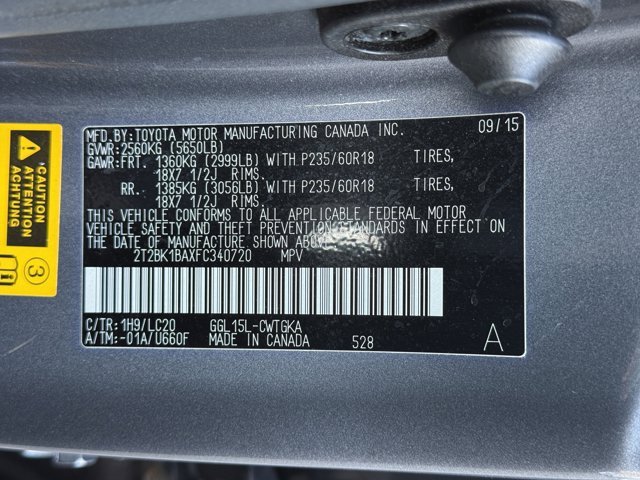 MFD.BY:TOYOTA MOTOR MANUFACTURING CANADA INC. 09/15
GVWR:2560KG (5650LB)
GAWR:FRT. 1360KG (2999LB) WITH P235/60R18 TIRES,
18X7 1/2J RIMS.
RR. 1385KG (3056LB) WITH P235/60R18 TIRES,
18X7 1/2J RIMS.
THIS VEHICLE CONFORMS TO ALL APPLICABLE FEDERAL MOTOR
VEHICLE SAFETY AND THEFT PREVENTION STANDARDS IN EFFECT ON
THE DATE OF MANUFACTURE SHOWN ABOVE.
2T2BK1BAXFC340720 MPV
C/TR:1H9/LC20 GGL15L-CWTGKA
A/TM:-01A/U660F MADE IN CANADA 528 A
CAUTION
ATTENTION
ACHTUNG
3